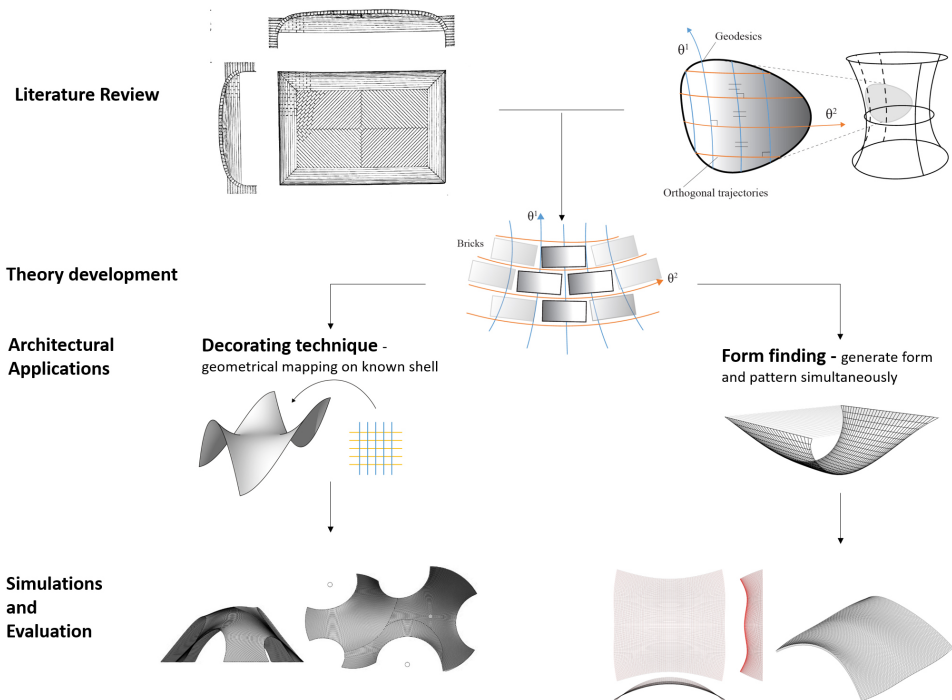 Geodesics
θ1
Literature Review
θ2
Orthogonal trajectories
θ1
Bricks
Theory development
θ2
Architectural
Applications
Decorating technique -
geometrical mapping on known shell
Form finding - generate form
and pattern simultaneously
Simulations
and
Evaluation